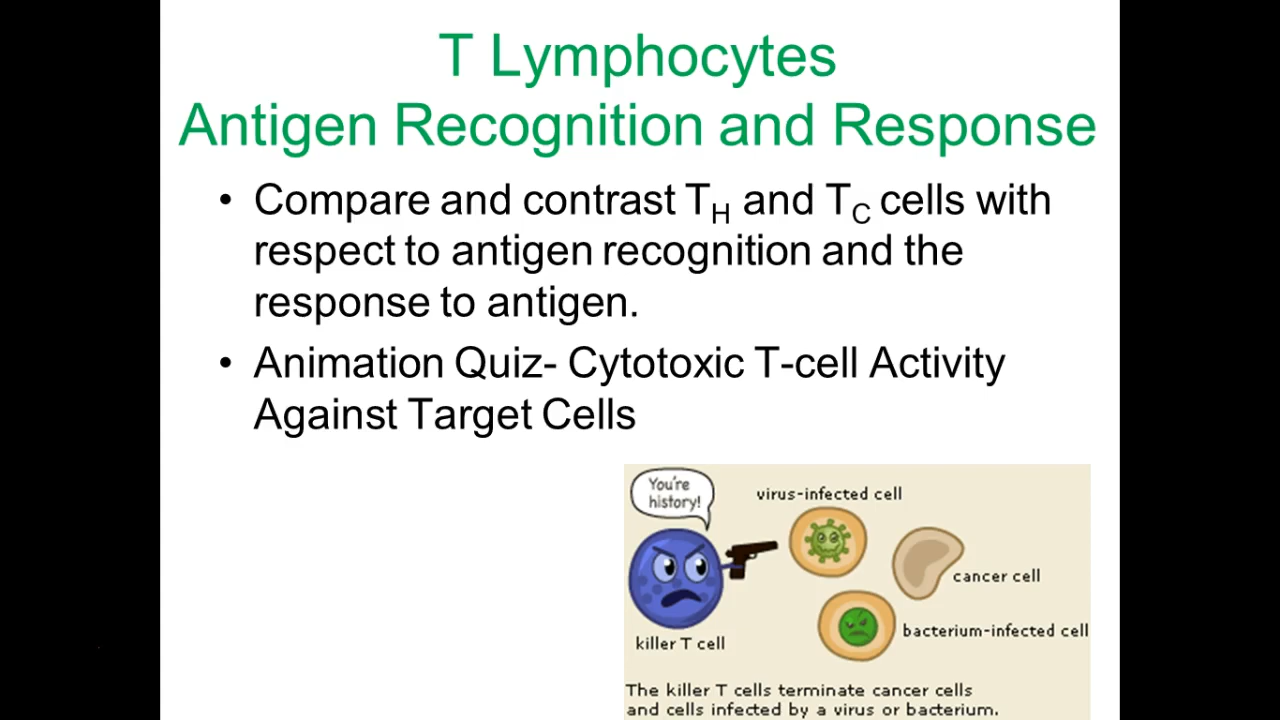 T Lymphocytes
Antigen Recognition and Response
• Compare and contrast TH and TC cells with
respect to antigen recognition and the
response to antigen.
• Animation Quiz- Cytotoxic T-cell Activity
Against Target Cells
You're
history!
virus-infected cell
cancer cell
bacterium-infected cell
killer T cell
The killer T cells terminate cancer cells
and cells infected by a virus or bacterium.